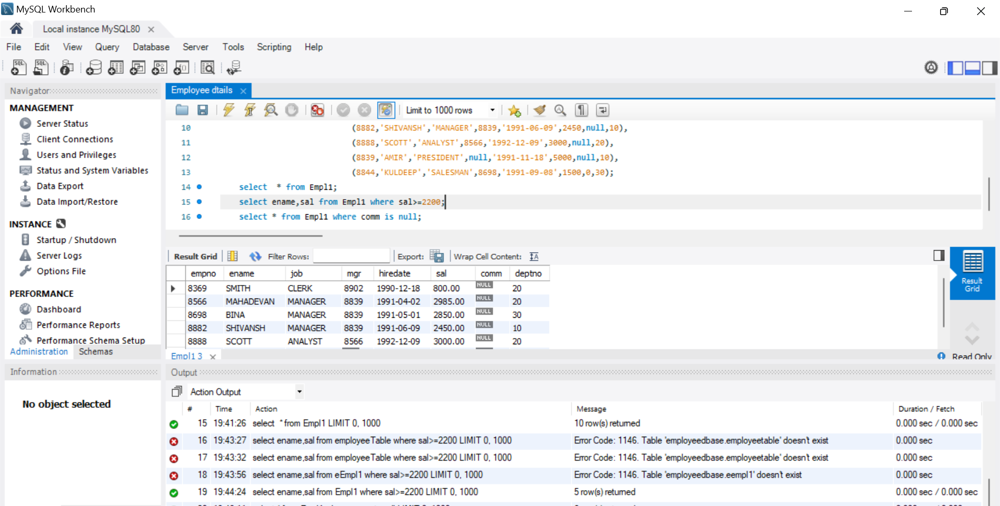 MySQL Workbench
Local instance MySQL80
File Edit View Query Database Server Tools Scripting Help
Navigator
MANAGEMENT
Server Status
Client Connections
Users and Privileges
Status and System Variables
Data Export
Data Import/Restore
INSTANCE
Startup / Shutdown
Server Logs
Options File
PERFORMANCE
Dashboard
Performance Reports
Performance Schema Setup
Administration Schemas
Information
No object selected
Employee dtails
Limit to 1000 rows
10 (8882,'SHIVANSH','MANAGER',8839,'1991-06-09',2450,null,10),
11 (8888,'SCOTT','ANALYST',8566,'1992-12-09',3000,null,20),
12 (8839,'AMIR','PRESIDENT',null,'1991-11-18',5000,null,10),
13 (8844,'KULDEEP','SALESMAN',8698,'1991-09-08',1500,0,30);
14 select * from Empl1;
15 select ename,sal from Empl1 where sal>=2200;
16 select * from Empl1 where comm is null;
Result Grid Filter Rows: Export: Wrap Cell Content:
empno ename job mgr hiredate sal comm deptno
8369 SMITH CLERK 8902 1990-12-18 800.00 NULL 20
8566 MAHADEVAN MANAGER 8839 1991-04-02 2985.00 NULL 20
8698 BINA MANAGER 8839 1991-05-01 2850.00 NULL 30
8882 SHIVANSH MANAGER 8839 1991-06-09 2450.00 NULL 10
8888 SCOTT ANALYST 8566 1992-12-09 3000.00 NULL 20
Result
Grid
Empl1 3
Read Only
Output
Action Output
# Time Action Message Duration / Fetch
15 19:41:26 select * from Empl1 LIMIT 0, 1000 10 row(s) returned 0.000 sec / 0.000 sec
16 19:43:27 select ename,sal from employeeTable where sal>=2200 LIMIT 0, 1000 Error Code: 1146. Table 'employeedbase.employeetable' doesn't exist 0.000 sec
17 19:43:32 select ename,sal from employeeTable where sal>=2200 LIMIT 0, 1000 Error Code: 1146. Table 'employeedbase.employeetable' doesn't exist 0.000 sec
18 19:43:56 select ename,sal from eEmpl1 where sal>=2200 LIMIT 0, 1000 Error Code: 1146. Table 'employeedbase.eempl1' doesn't exist 0.000 sec
19 19:44:24 select ename,sal from Empl1 where sal>=2200 LIMIT 0, 1000 5 row(s) returned 0.000 sec / 0.000 sec